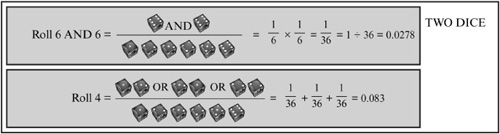 TWO DICE
Roll 6 AND 6 = AND = 1/6 × 1/6 = 1/36 = 1 ÷ 36 = 0.0278
Roll 4 = OR OR = 1/36 + 1/36 + 1/36 = 0.083